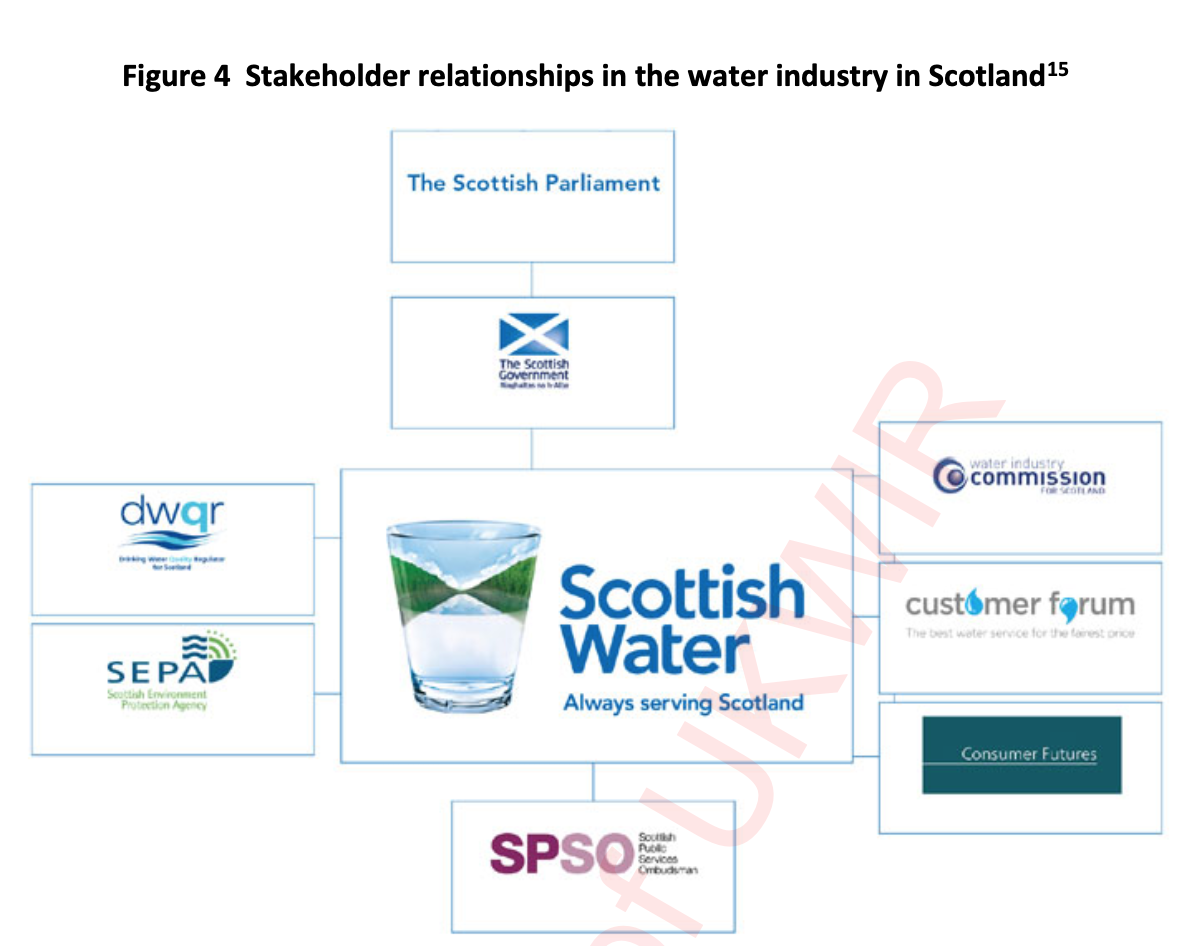 Figure 4 Stakeholder relationships in the water industry in Scotland15
The Scottish Parliament
The Scottish
Government
Riaghaltas na h-Alba
dwqr
Drinking Water Quality Regulator
for Scotland
SEPA
Scottish Environment
Protection Agency
Scottish
Water
Always serving Scotland
water industry
commission
FOR SCOTLAND
customer forum
The best water service for the fairest price
Consumer Futures
SPSO
Scottish
Public
Services
Ombudsman
of UKWIR